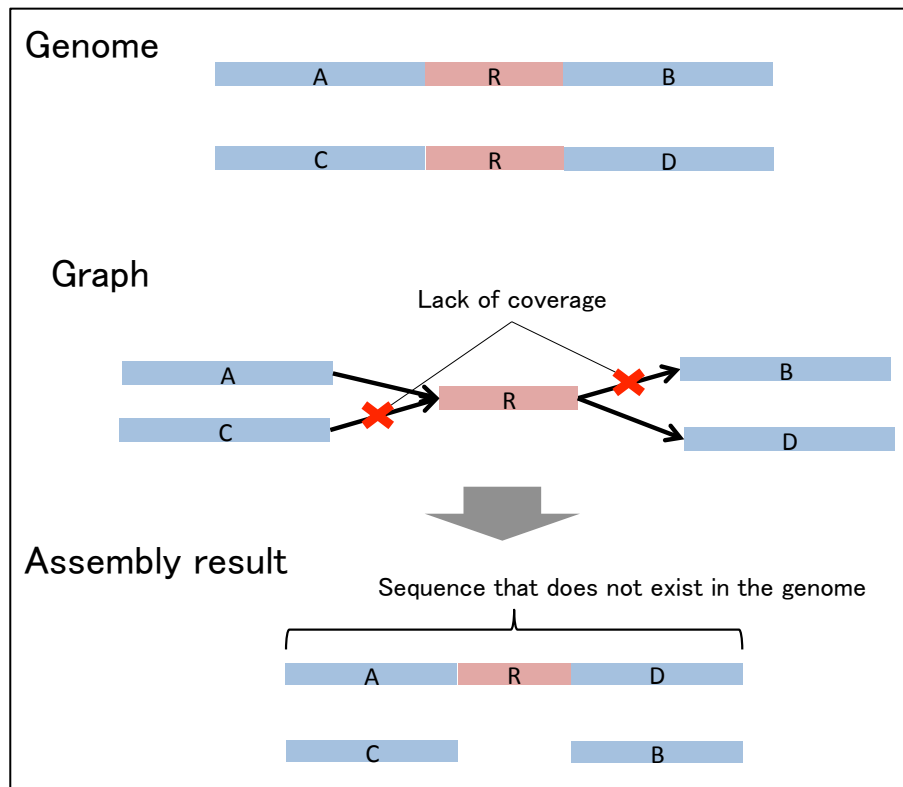 Genome
A R B
C R D
Graph
Lack of coverage
A
B
R
C
D
Assembly result
Sequence that does not exist in the genome
A R D
C B